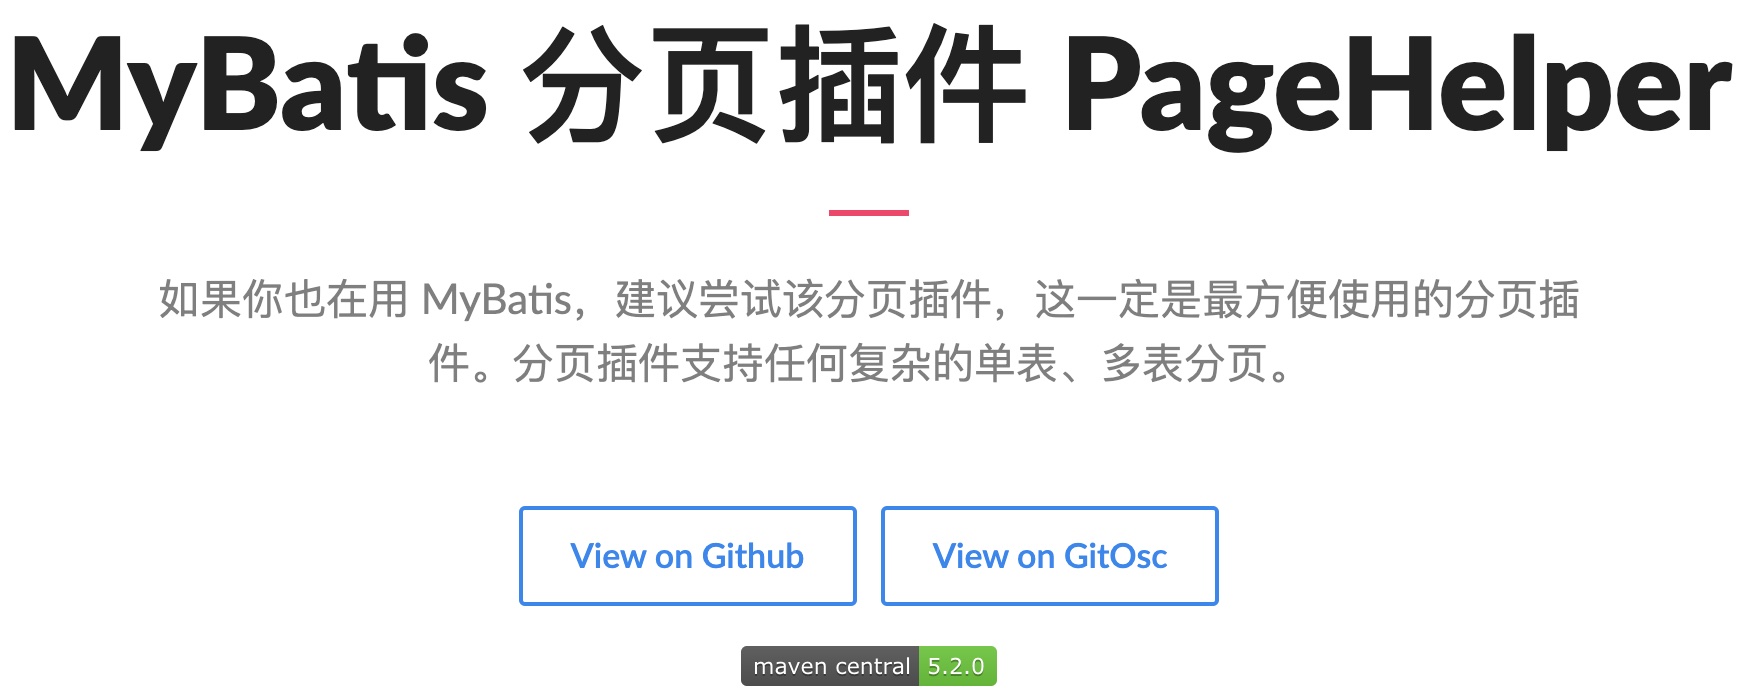 MyBatis 分页插件 PageHelper
如果你也在用 MyBatis，建议尝试该分页插件，这一定是最方便使用的分页插
件。分页插件支持任何复杂的单表、多表分页。
View on Github View on GitOsc
maven central 5.2.0